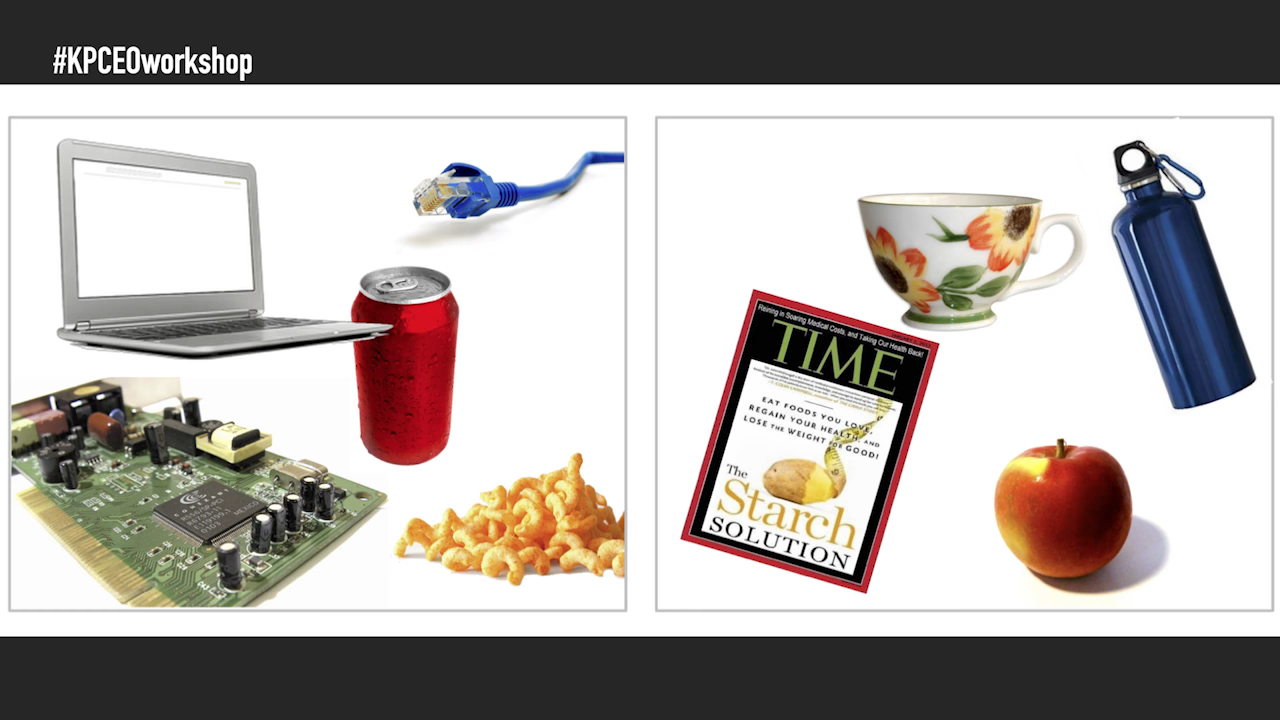 #KPCEOworkshop
Reining in Soaring Medical Costs, and Taking Our Health Back!
TIME
EAT FOODS YOU LOVE,
REGAIN YOUR HEALTH, AND
LOSE THE WEIGHT FOR GOOD!
The
Starch
SOLUTION
MEXICO